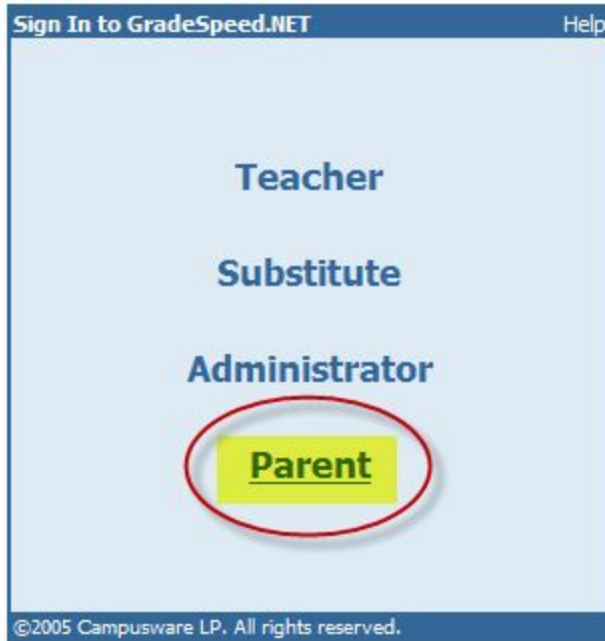 Sign In to GradeSpeed.NET Help
Teacher
Substitute
Administrator
Parent
©2005 Campusware LP. All rights reserved.